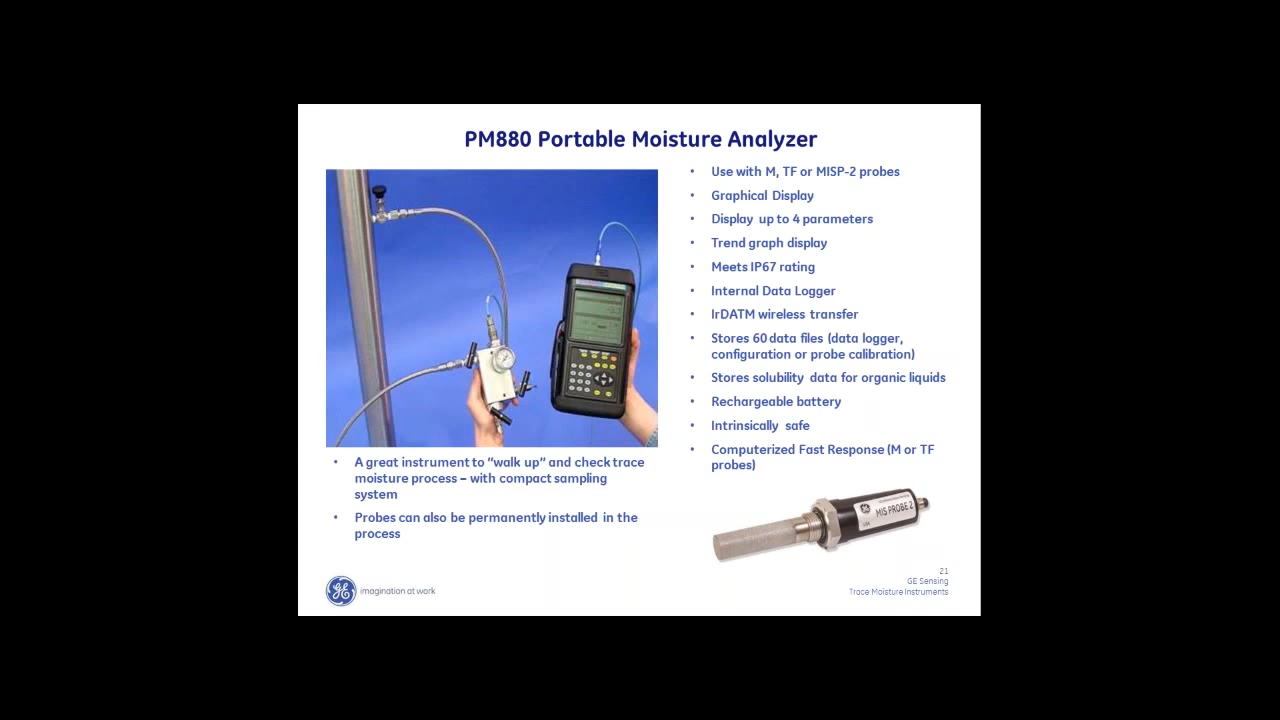 PM880 Portable Moisture Analyzer
• Use with M, TF or MISP-2 probes
• Graphical Display
• Display up to 4 parameters
• Trend graph display
• Meets IP67 rating
• Internal Data Logger
• IrDATM wireless transfer
• Stores 60 data files (data logger,
configuration or probe calibration)
• Stores solubility data for organic liquids
• Rechargeable battery
• Intrinsically safe
• Computerized Fast Response (M or TF
probes)
• A great instrument to “walk up” and check trace
moisture process – with compact sampling
system
• Probes can also be permanently installed in the
process
MIS PROBE 2
GE imagination at work
21
GE Sensing
Trace Moisture Instruments